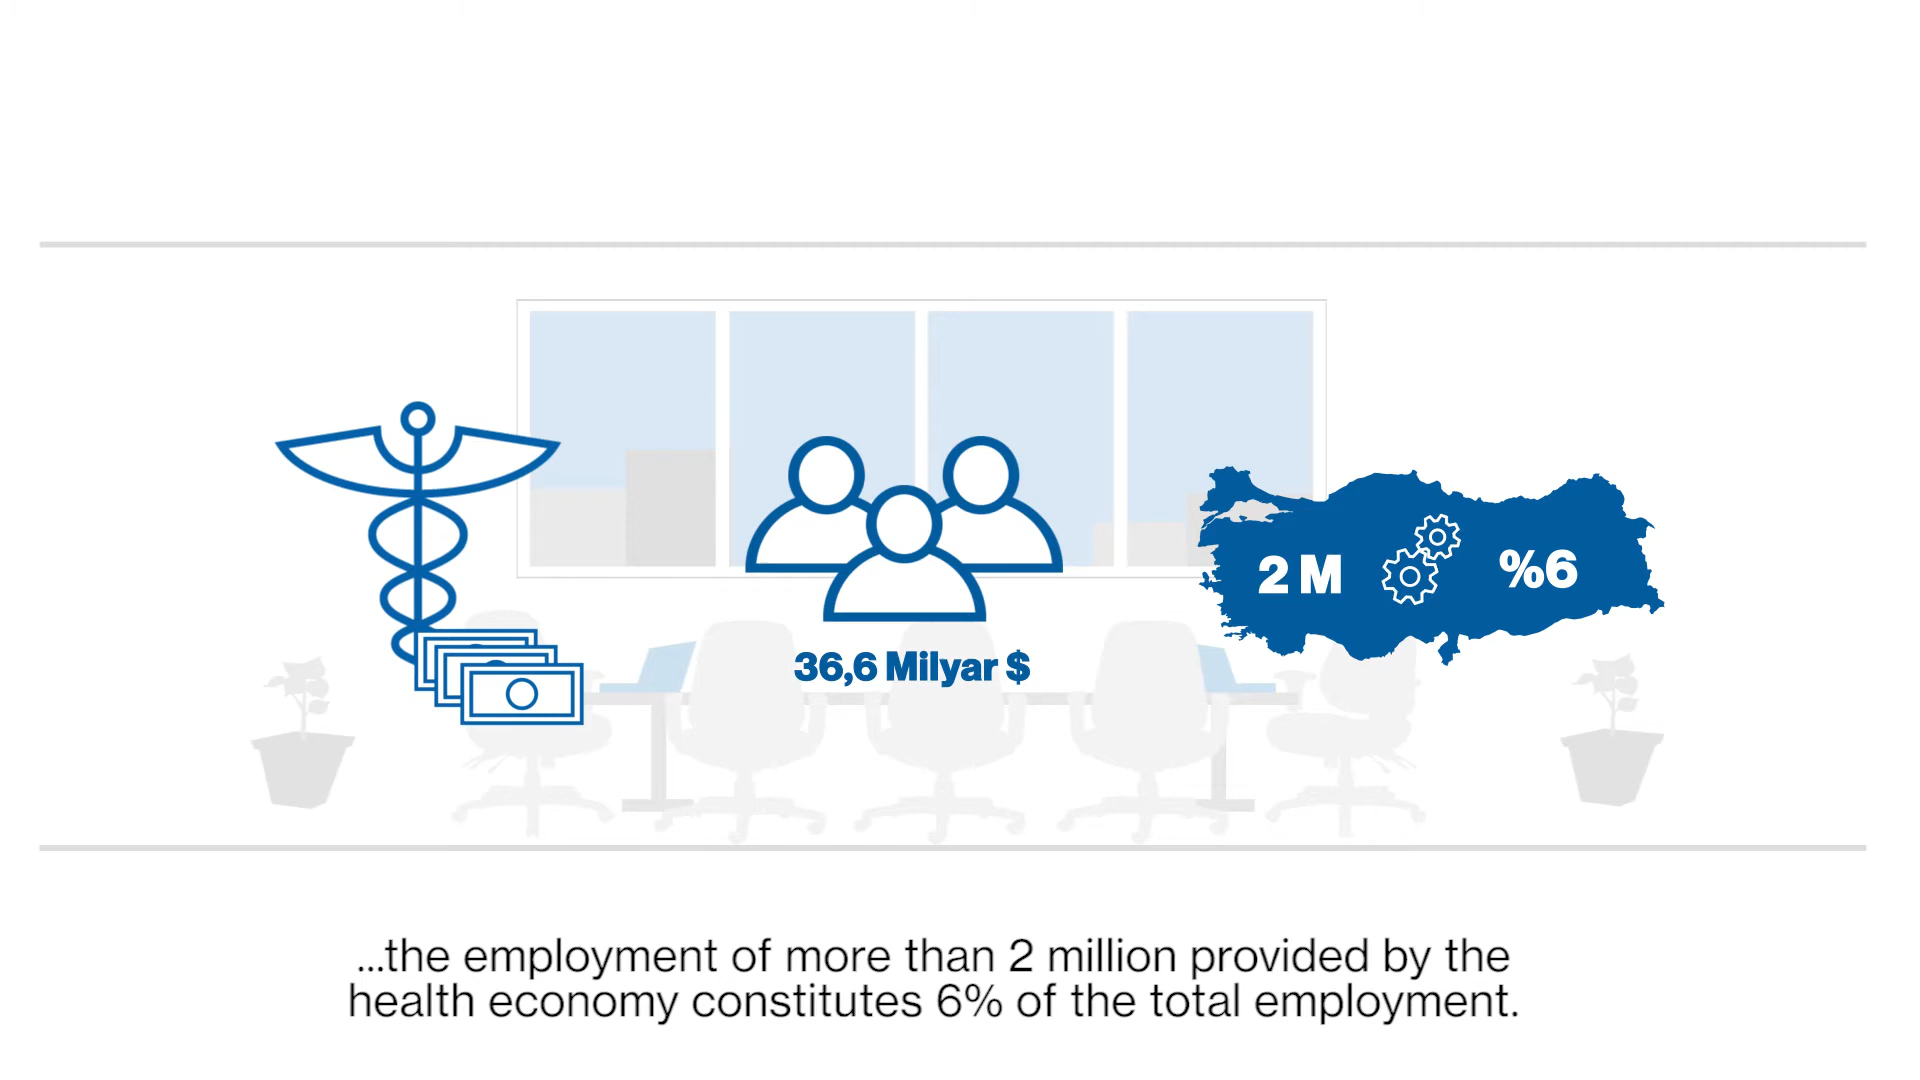 2 M
%6
36,6 Milyar $
...the employment of more than 2 million provided by the
health economy constitutes 6% of the total employment.